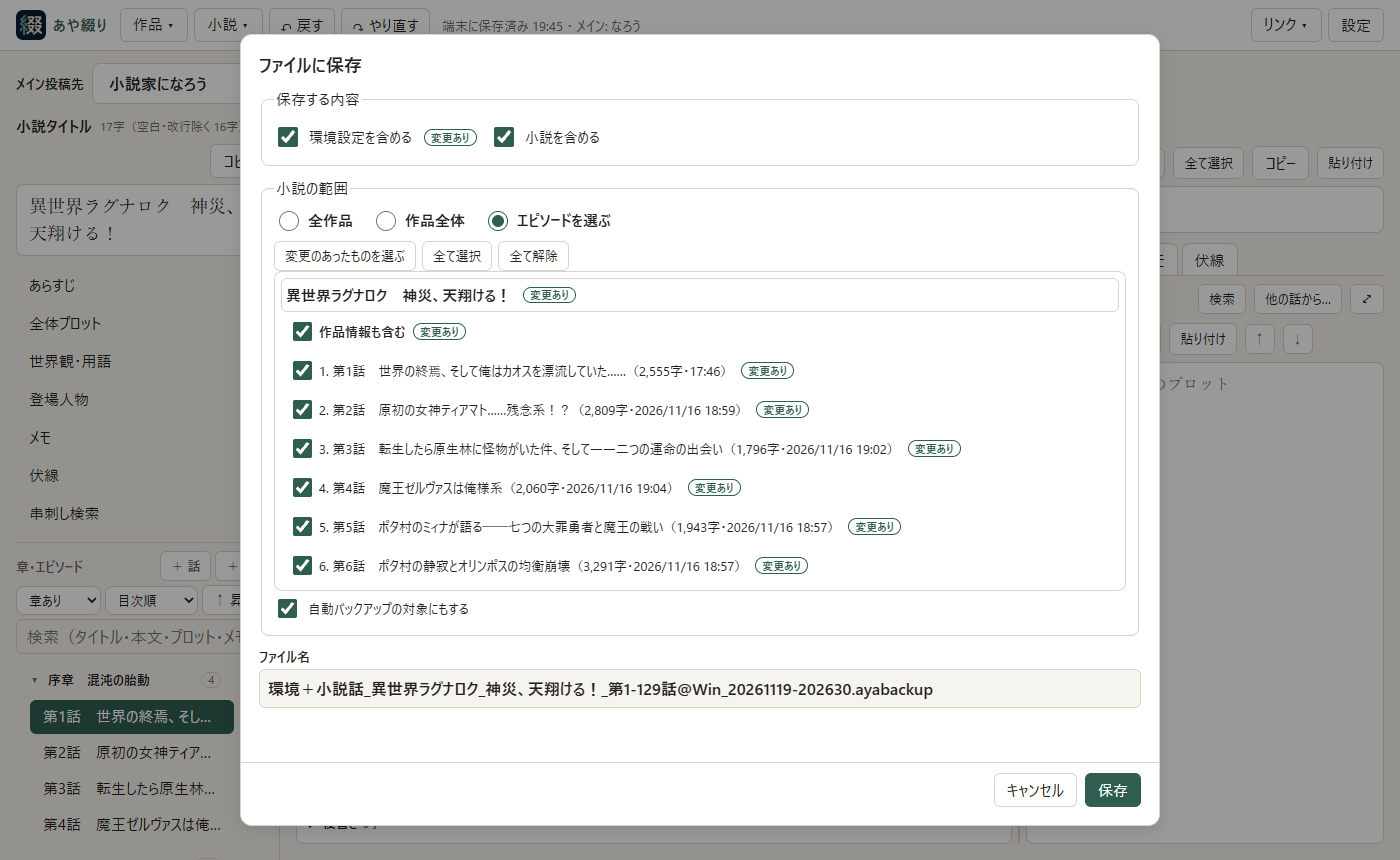 綴 あや綴り 作品 ▾ 小説 ▾ ↶ 戻す ↷ やり直す 端末に保存済み 19:45・メイン: なろう リンク ▾ 設定
ファイルに保存
メイン投稿先 小説家になろう
保存する内容
小説タイトル 17字（空白・改行除く16字
環境設定を含める 変更あり 小説を含める
全て選択 コピー 貼り付け
小説の範囲
異世界ラグナロク　神災、
天翔ける！
全作品 作品全体 エピソードを選ぶ
変更のあったものを選ぶ 全て選択 全て解除
伏線
あらすじ
異世界ラグナロク　神災、天翔ける！ 変更あり
検索 他の話から… ⤢
全体プロット
作品情報も含む 変更あり
貼り付け ↑ ↓
世界観・用語
1. 第1話　世界の終焉、そして俺はカオスを漂流していた……（2,555字・17:46） 変更あり
のプロット
登場人物
2. 第2話　原初の女神ティアマト……残念系！？（2,809字・2026/11/16 18:59） 変更あり
メモ
3. 第3話　転生したら原生林に怪物がいた件、そして——二つの運命の出会い（1,796字・2026/11/16 19:02） 変更あり
伏線
4. 第4話　魔王ゼルヴァスは俺様系（2,060字・2026/11/16 19:04） 変更あり
串刺し検索
5. 第5話　ポタ村のミィナが語る──七つの大罪勇者と魔王の戦い（1,943字・2026/11/16 18:57） 変更あり
章・エピソード ＋ 話 ＋
6. 第6話　ポタ村の静寂とオリンポスの均衡崩壊（3,291字・2026/11/16 18:57） 変更あり
章あり 目次順 ↑ 昇
自動バックアップの対象にもする
検索（タイトル・本文・プロット・メモ
ファイル名
▾ 序章　混沌の胎動 4
環境＋小説話_異世界ラグナロク_神災、天翔ける！_第1-129話@Win_20261119-202630.ayabackup
第1話　世界の終焉、そし…
第2話　原初の女神ティア…
第3話　転生したら原生林…
キャンセル 保存
第4話　魔王ゼルヴァスは俺…